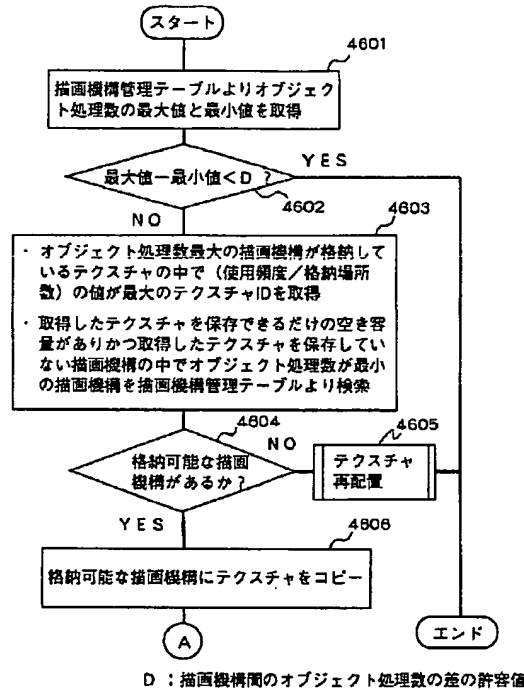 スタート
4601
描画機構管理テーブルよりオブジェク
ト処理数の最大値と最小値を取得
YES
最大値ー最小値<D ?
4602
NO
4603
・ オブジェクト処理数最大の描画機構が格納して
いるテクスチャの中で(使用頻度/格納場所
数)の値が最大のテクスチャIDを取得
・ 取得したテクスチャを保存できるだけの空き容
量がありかつ取得したテクスチャを保存してい
ない描画機構の中でオブジェクト処理数が最小
の描画機構を描画機構管理テーブルより検索
4604
NO
4605
格納可能な描画
機構があるか?
テクスチャ
再配置
YES
4606
格納可能な描画機構にテクスチャをコピー
A
エンド
D :描画機構間のオブジェクト処理数の差の許容値